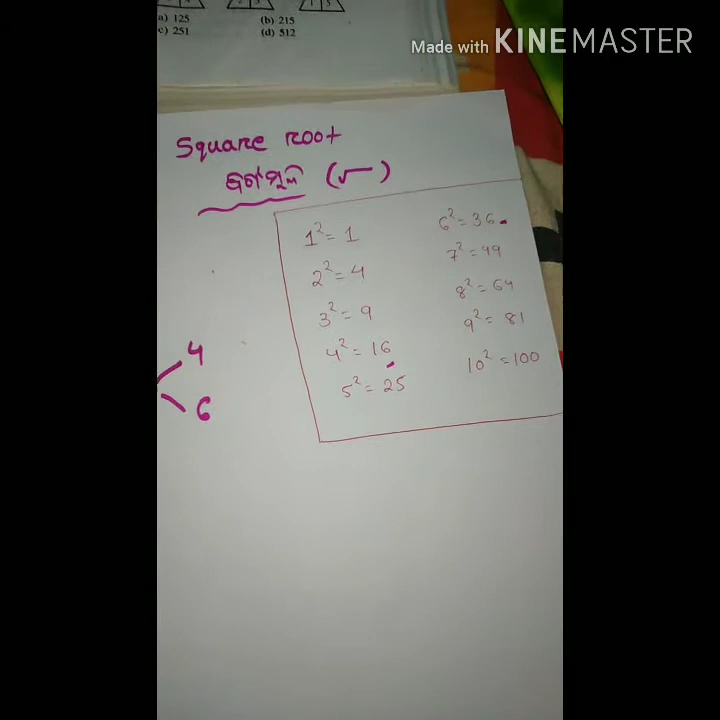 a) 125 (b) 215
c) 251 (d) 512
Made with KINEMASTER
Square root
ବର୍ଗମୂଳ (√‾)
1² = 1
2² = 4
3² = 9
4² = 16
5² = 25
6² = 36
7² = 49
8² = 64
9² = 81
10² = 100
4
6